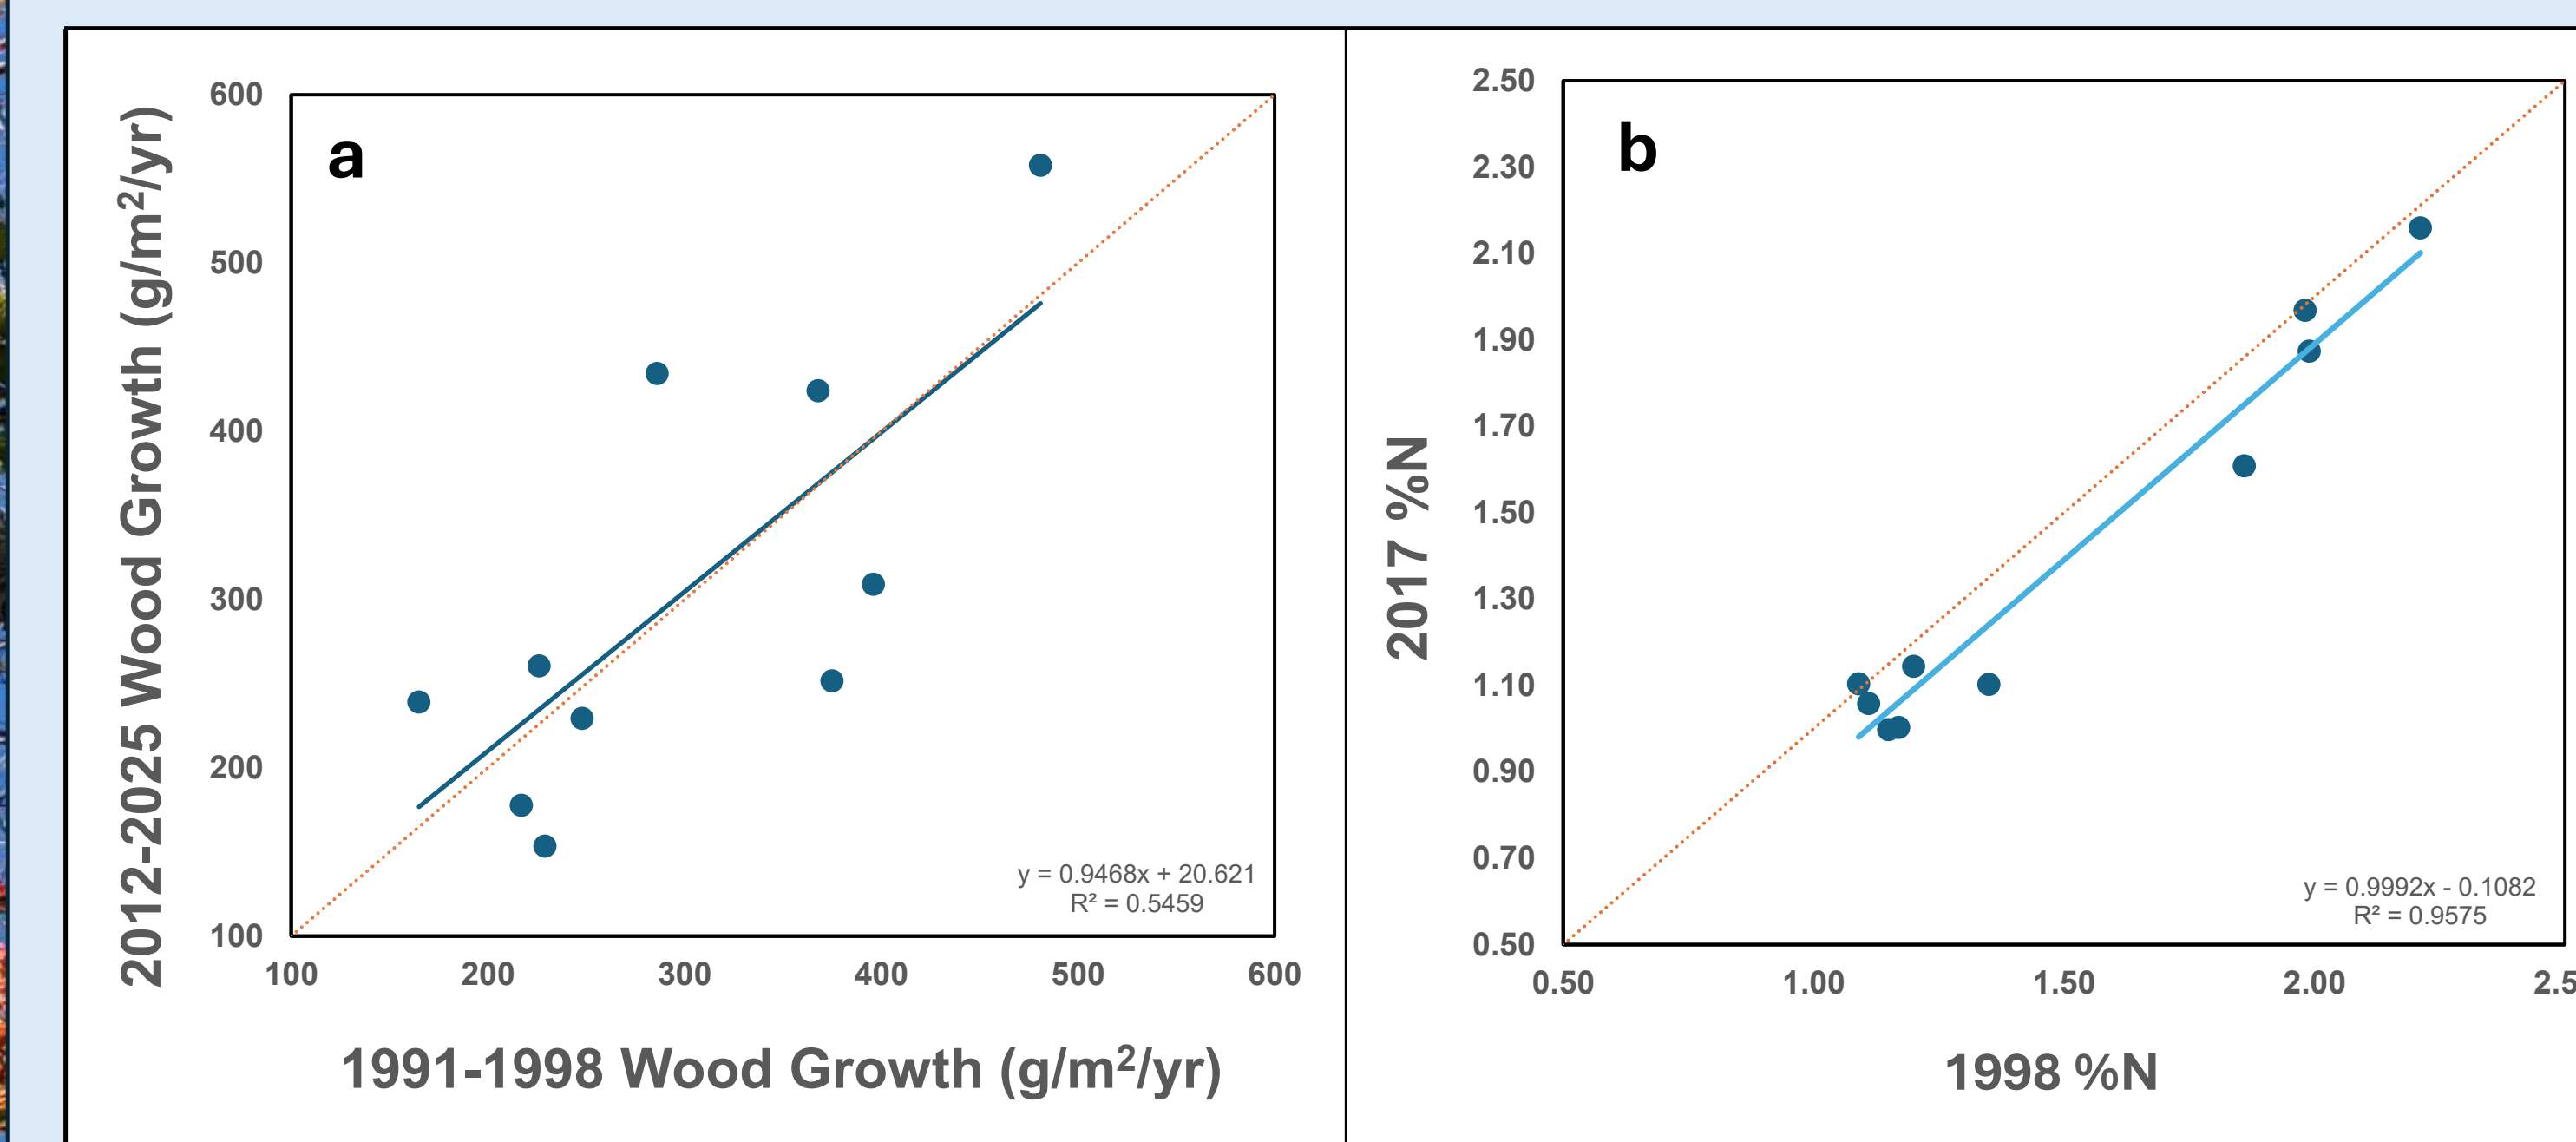 a
2012-2025 Wood Growth (g/m²/yr)
600
500
400
300
200
100
100 200 300 400 500 600
1991-1998 Wood Growth (g/m²/yr)
y = 0.9468x + 20.621
R² = 0.5459
b
2017 %N
2.50
2.30
2.10
1.90
1.70
1.50
1.30
1.10
0.90
0.70
0.50
0.50 1.00 1.50 2.00 2.5
1998 %N
y = 0.9992x - 0.1082
R² = 0.9575